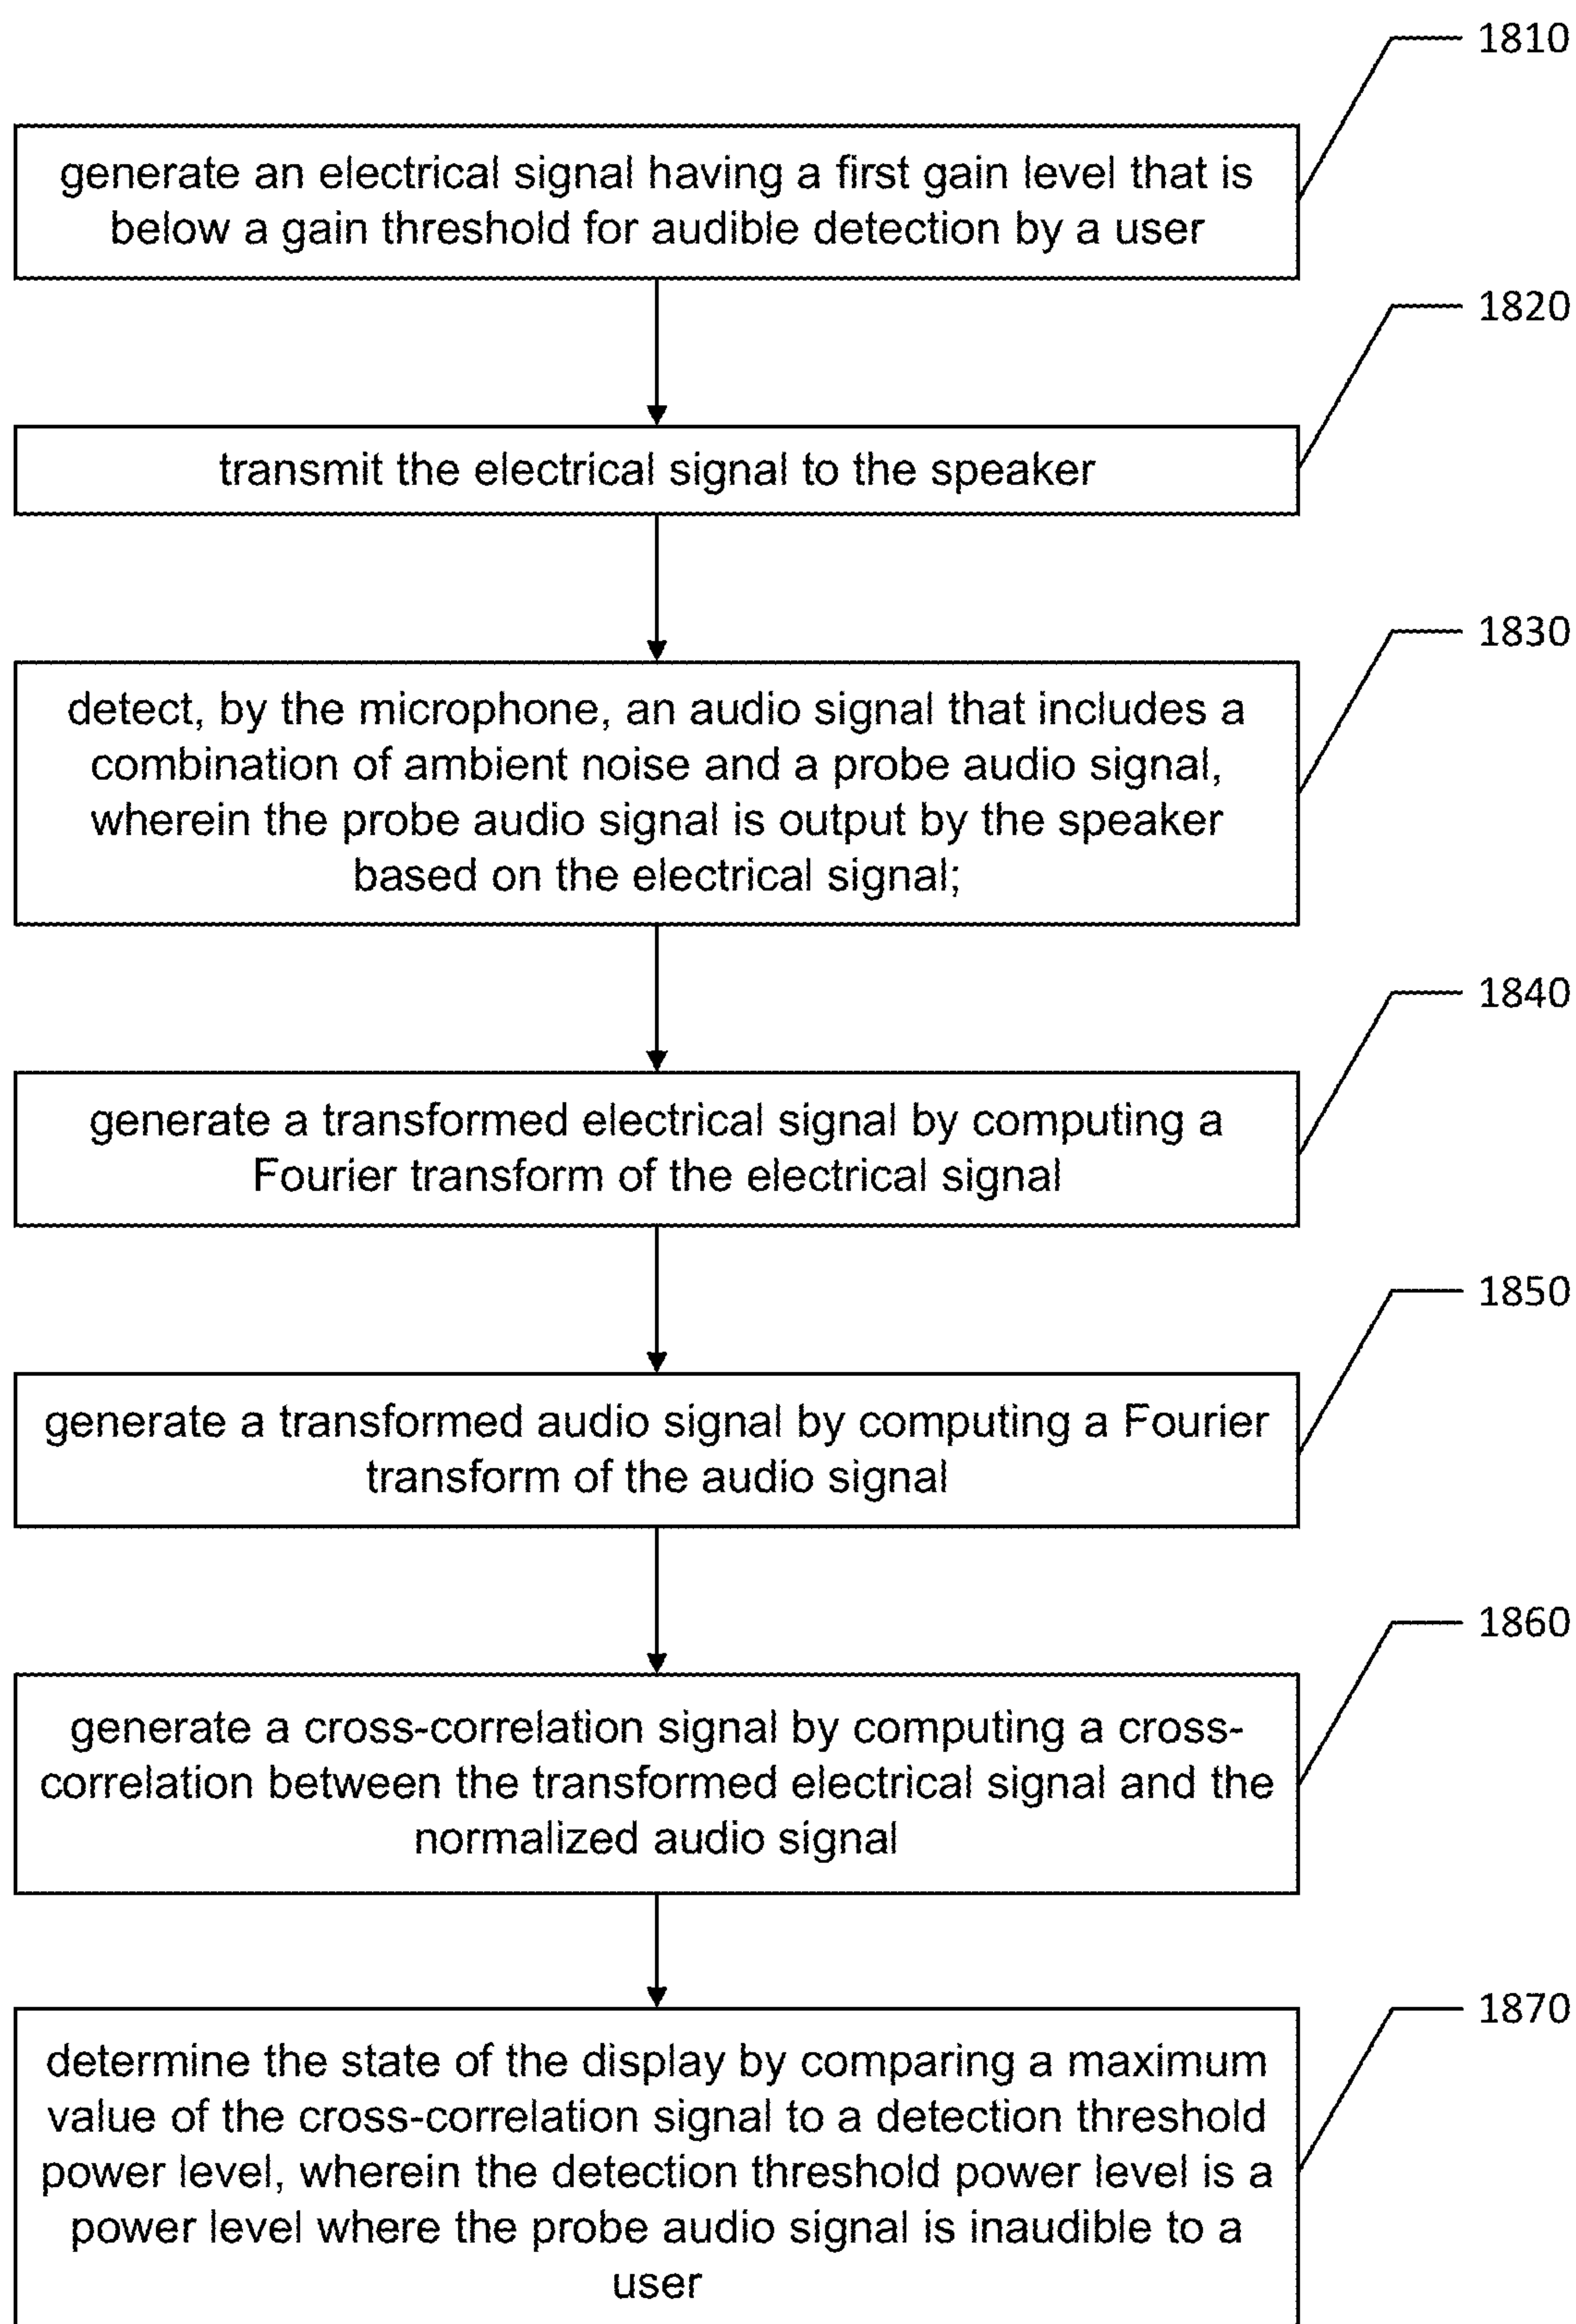 1810
generate an electrical signal having a first gain level that is
below a gain threshold for audible detection by a user
1820
transmit the electrical signal to the speaker
1830
detect, by the microphone, an audio signal that includes a
combination of ambient noise and a probe audio signal,
wherein the probe audio signal is output by the speaker
based on the electrical signal;
1840
generate a transformed electrical signal by computing a
Fourier transform of the electrical signal
1850
generate a transformed audio signal by computing a Fourier
transform of the audio signal
1860
generate a cross-correlation signal by computing a cross-
correlation between the transformed electrical signal and the
normalized audio signal
1870
determine the state of the display by comparing a maximum
value of the cross-correlation signal to a detection threshold
power level, wherein the detection threshold power level is a
power level where the probe audio signal is inaudible to a
user